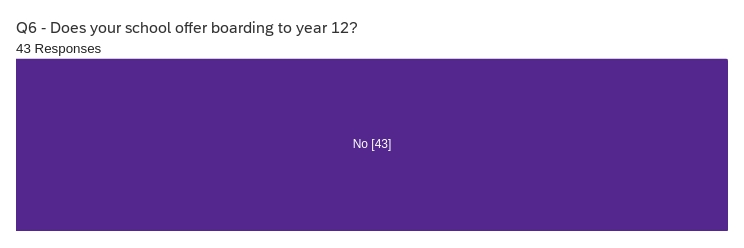 Q6 - Does your school offer boarding to year 12?
43 Responses
No [43]